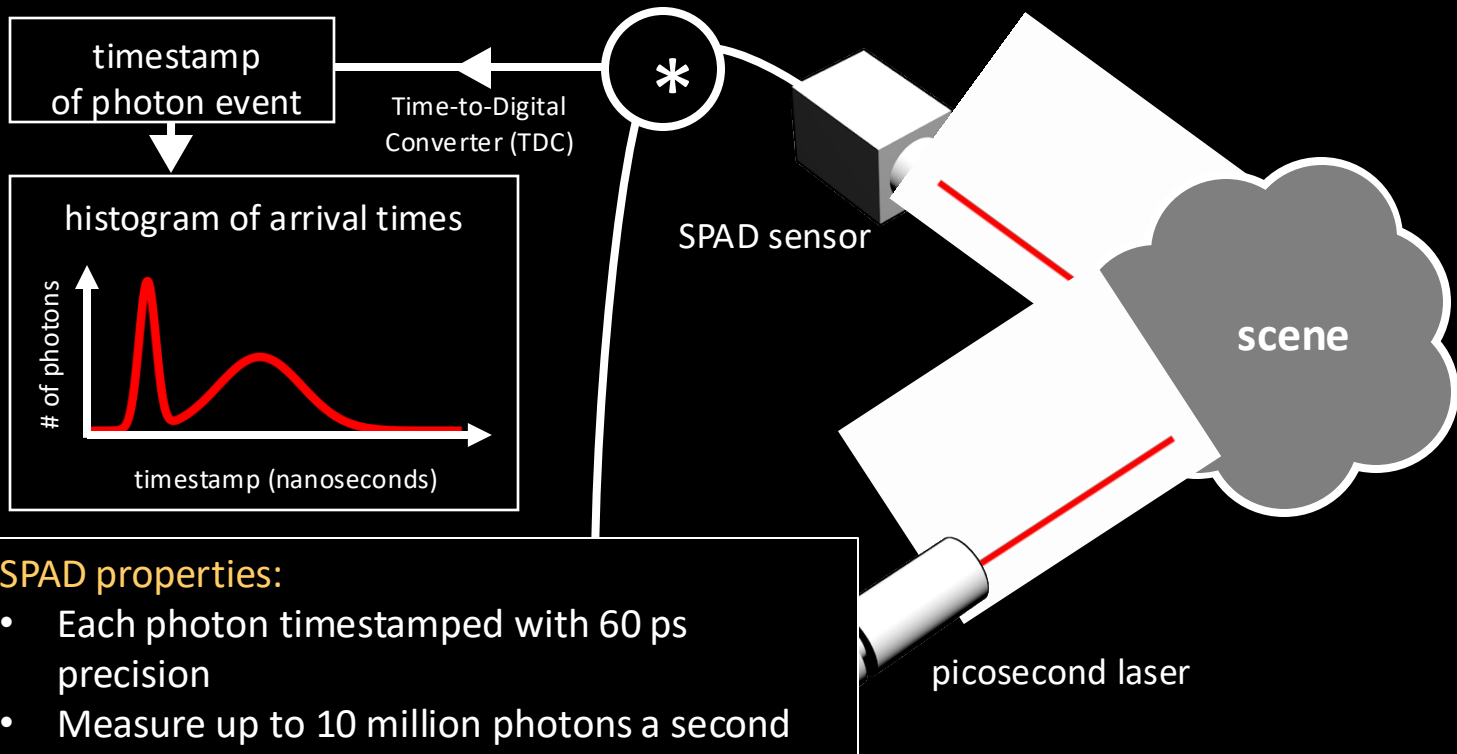 timestamp
of photon event
Time-to-Digital
Converter (TDC)
*
histogram of arrival times
# of photons
timestamp (nanoseconds)
SPAD sensor
scene
picosecond laser
SPAD properties:
• Each photon timestamped with 60 ps
precision
• Measure up to 10 million photons a second